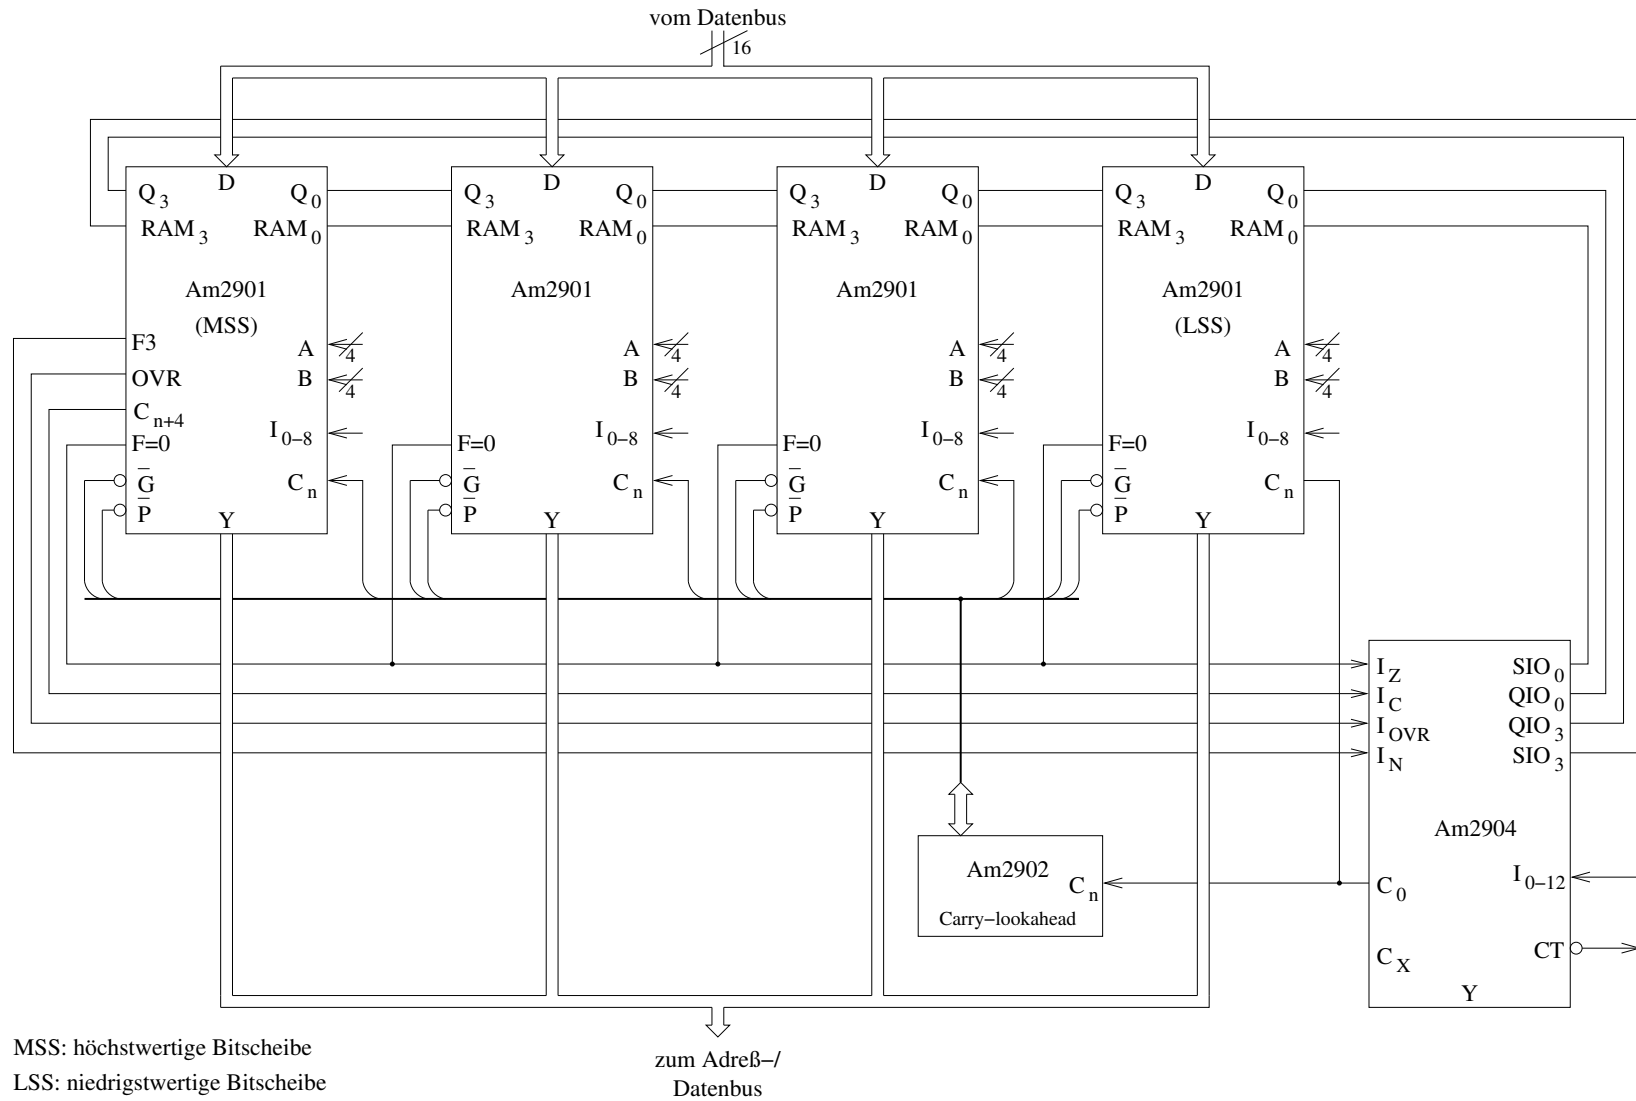 vom Datenbus
16
D D D D
Q3 Q0 Q3 Q0 Q3 Q0 Q3 Q0
RAM3 RAM0 RAM3 RAM0 RAM3 RAM0 RAM3 RAM0
Am2901 Am2901 Am2901 Am2901
(MSS) (LSS)
F3 A 4 A 4 A 4 A 4
OVR B 4 B 4 B 4 B 4
Cn+4 I0−8 I0−8 I0−8 I0−8
F=0 F=0 F=0 F=0
G̅ Cn G̅ Cn G̅ Cn G̅ Cn
P̅ P̅ P̅ P̅
Y Y Y Y
IZ SIO0
IC QIO0
IOVR QIO3
IN SIO3
Am2904
Am2902
Cn
Carry−lookahead
C0 I0−12
CX CT
Y
MSS: höchstwertige Bitscheibe
LSS: niedrigstwertige Bitscheibe
zum Adreß−/
Datenbus